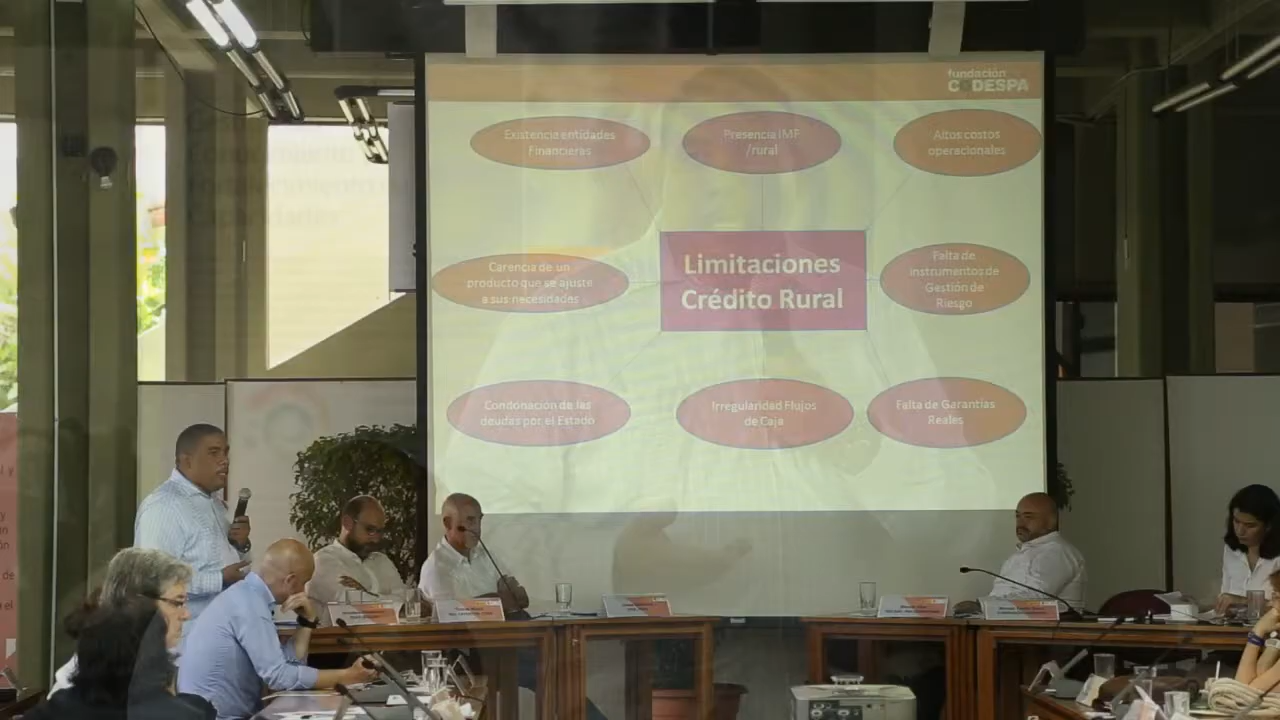 fundación
CODESPA
Existencia entidades
Financieras
Presencia IMF
/rural
Altos costos
operacionales
Carencia de un
producto que se ajuste
a sus necesidades
Limitaciones
Crédito Rural
Falta de
instrumentos de
Gestión de
Riesgo
Condonación de las
deudas por el Estado
Irregularidad Flujos
de Caja
Falta de Garantías
Reales